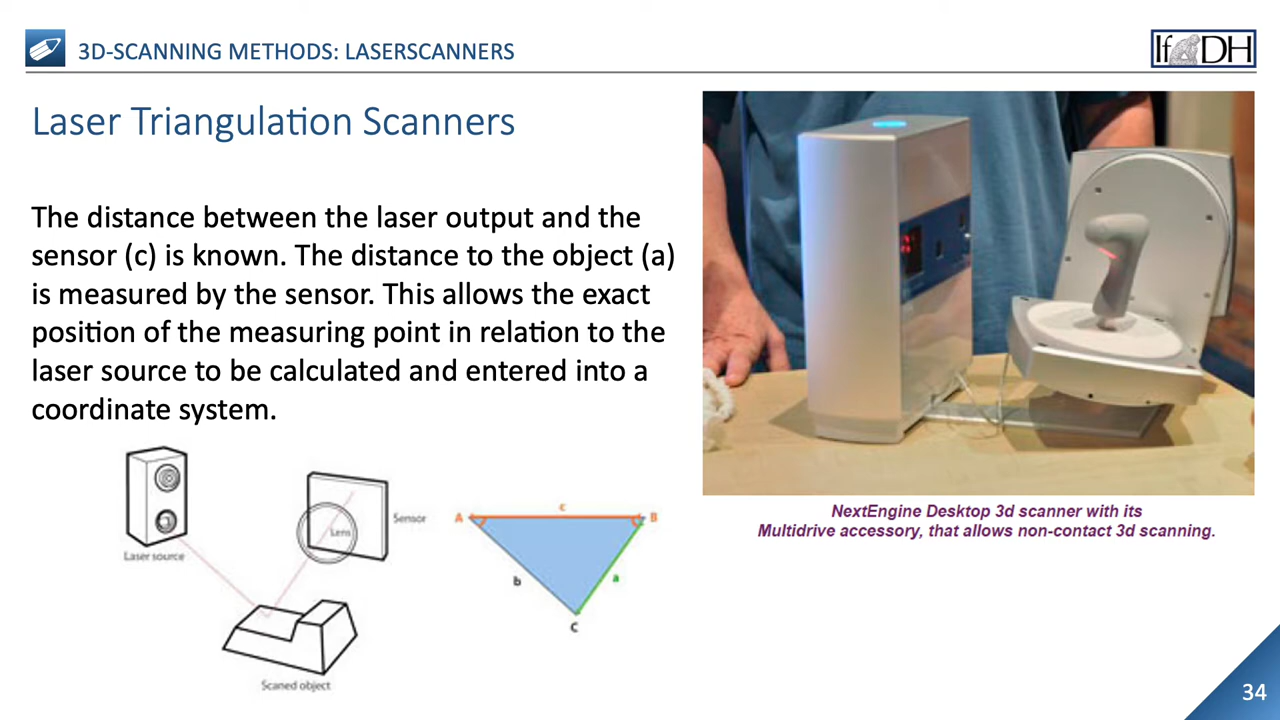 3D-SCANNING METHODS: LASERSCANNERS
IfDH
Laser Triangulation Scanners
The distance between the laser output and the
sensor (c) is known. The distance to the object (a)
is measured by the sensor. This allows the exact
position of the measuring point in relation to the
laser source to be calculated and entered into a
coordinate system.
Laser source
Lens
Sensor
Scaned object
A
c
B
b
a
C
NextEngine Desktop 3d scanner with its
Multidrive accessory, that allows non-contact 3d scanning.
34